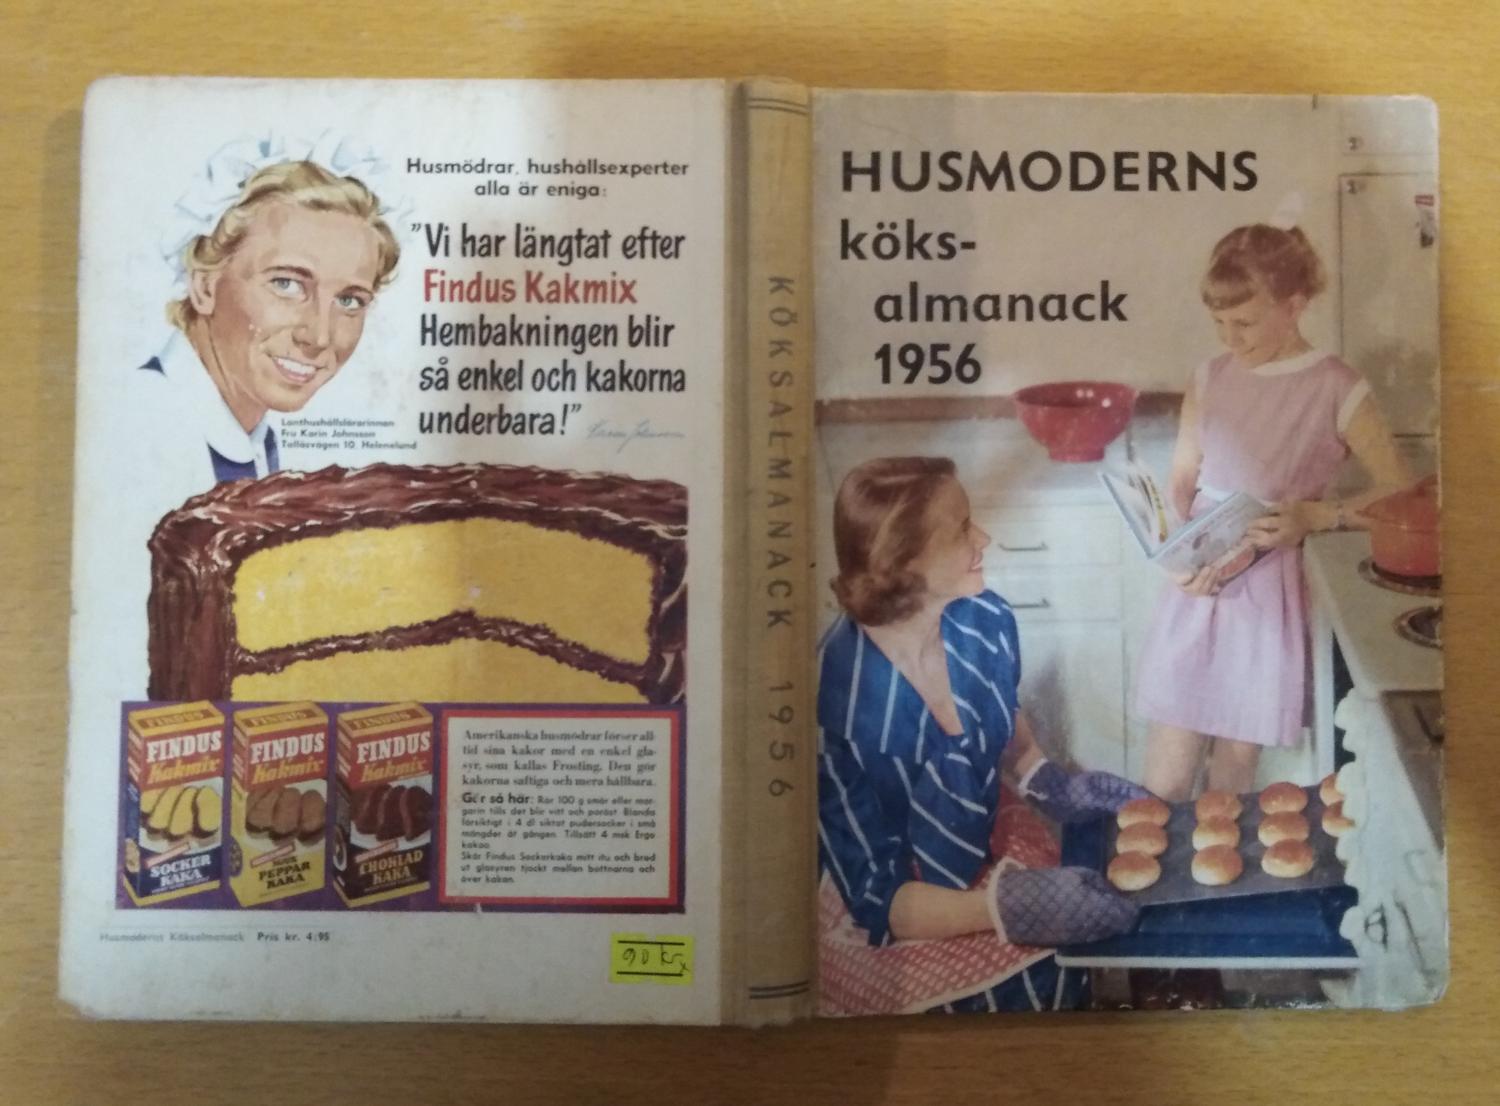 Husmödrar, hushållsexperter
alla är eniga:
"Vi har längtat efter
Findus Kakmix
Hembakningen blir
så enkel och kakorna
underbara!"
Lanthushållslärarinnan
Fru Karin Johnsson
Tallåsvägen 10, Helenelund
FINDUS
FINDUS
Kakmix
SOCKER
KAKA
FINDUS
FINDUS
Kakmix
MJUK
PEPPAR
KAKA
FINDUS
FINDUS
Kakmix
CHOKLAD
KAKA
Amerikanska husmödrar förser all-
tid sina kakor med en enkel gla-
syr, som kallas Frosting. Den gör
kakorna saftiga och mera hållbara.
Gör så här: Rör 100 g smör eller mar-
garin tills det blir vitt och poröst. Blanda
försiktigt i 4 dl siktat pudersocker i små
mängder åt gången. Tillsätt 4 msk Ergo
kakao.
Skär Findus Sockerkaka mitt itu och bred
ut glasyren tjockt mellan bottnarna och
över kakan.
Husmoderns Köksalmanack Pris kr. 4:95
90 kr
KÖKSALMANACK 1956
HUSMODERNS
köks-
almanack
1956